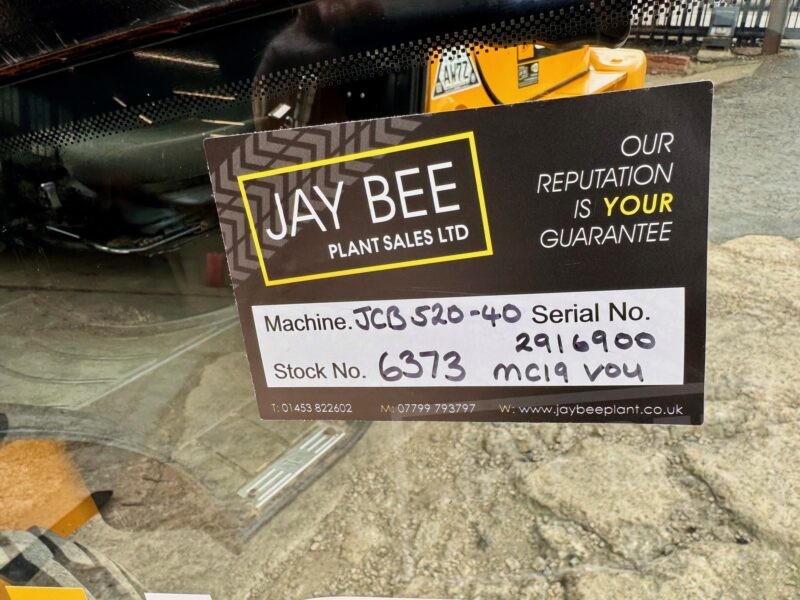 JAY BEE
PLANT SALES LTD
OUR
REPUTATION
IS YOUR
GUARANTEE
Machine. JCB 520-40 Serial No.
2916900
Stock No. 6373 MC19 VOU
T: 01453 822602 M: 07799 793797 W: www.jaybeeplant.co.uk